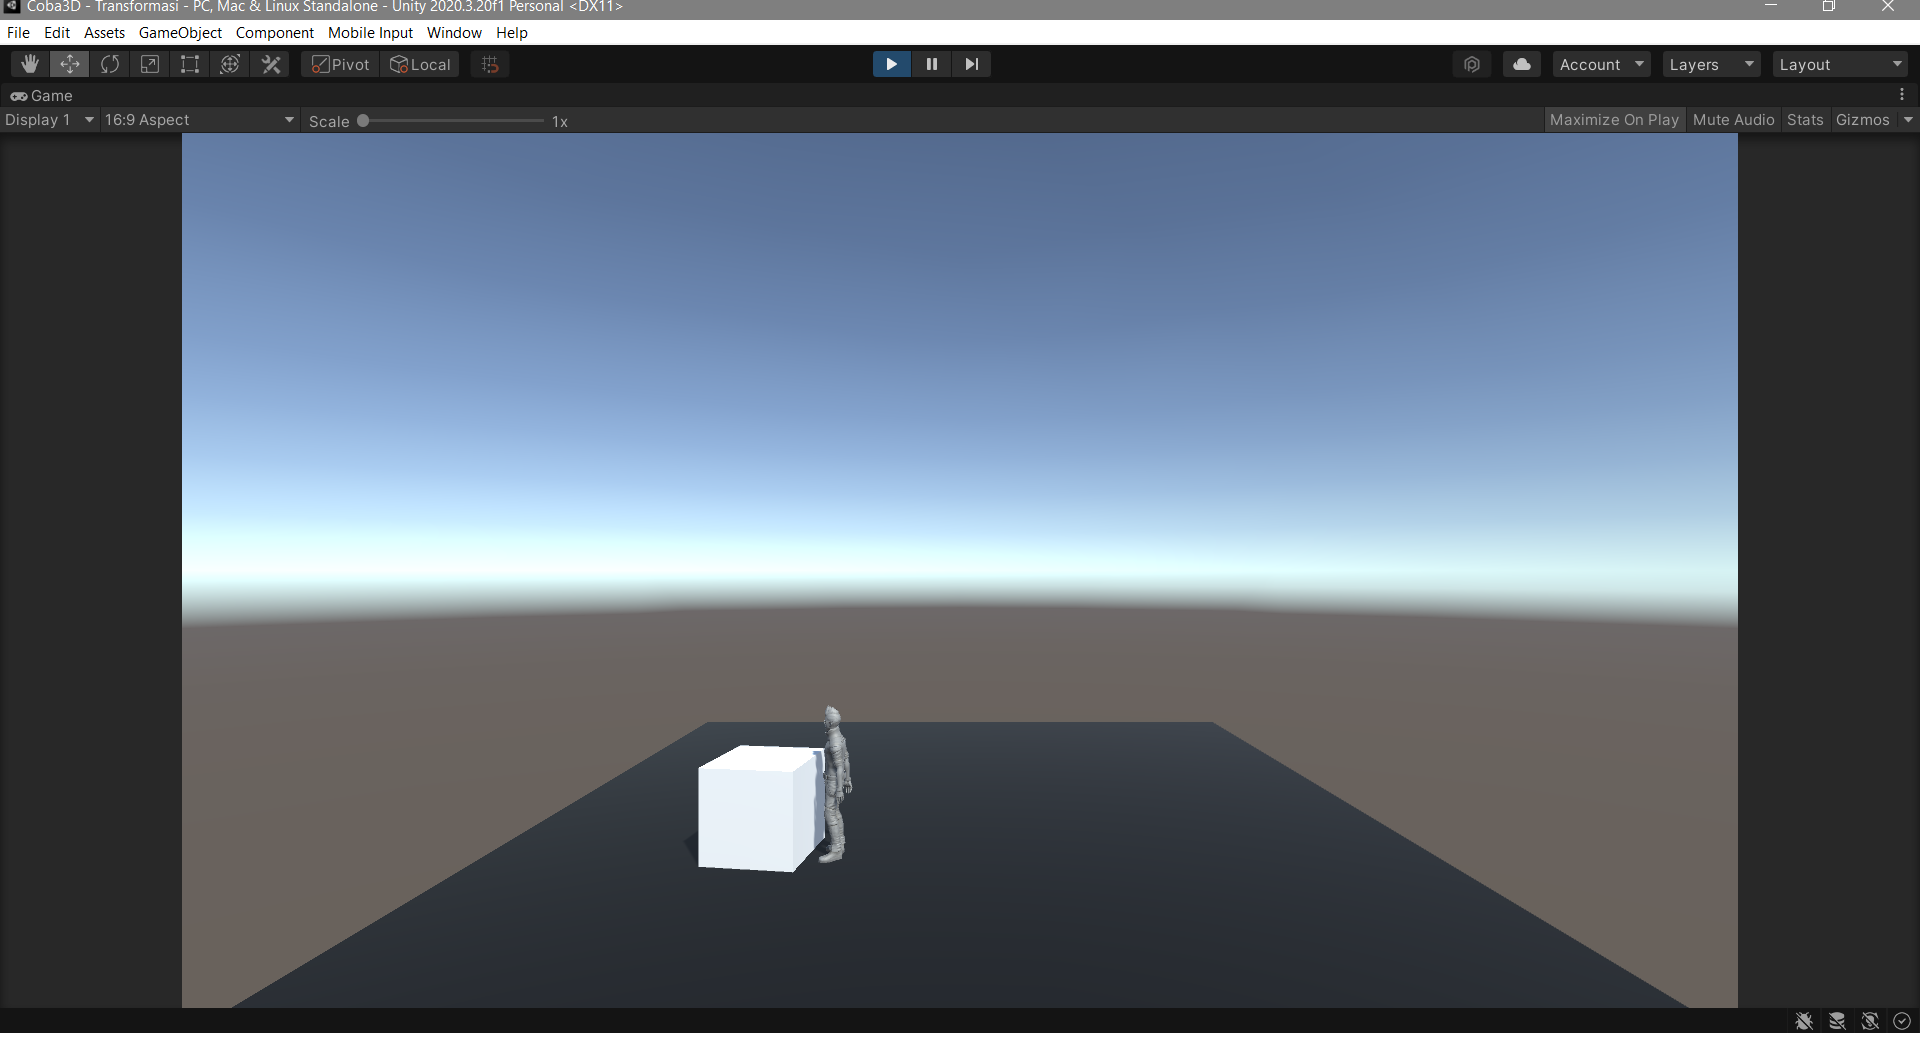 Coba3D - Transformasi - PC, Mac & Linux Standalone - Unity 2020.3.20f1 Personal <DX11>
File Edit Assets GameObject Component Mobile Input Window Help
Pivot Local Account Layers Layout
Game
Display 1 16:9 Aspect Scale 1x Maximize On Play Mute Audio Stats Gizmos